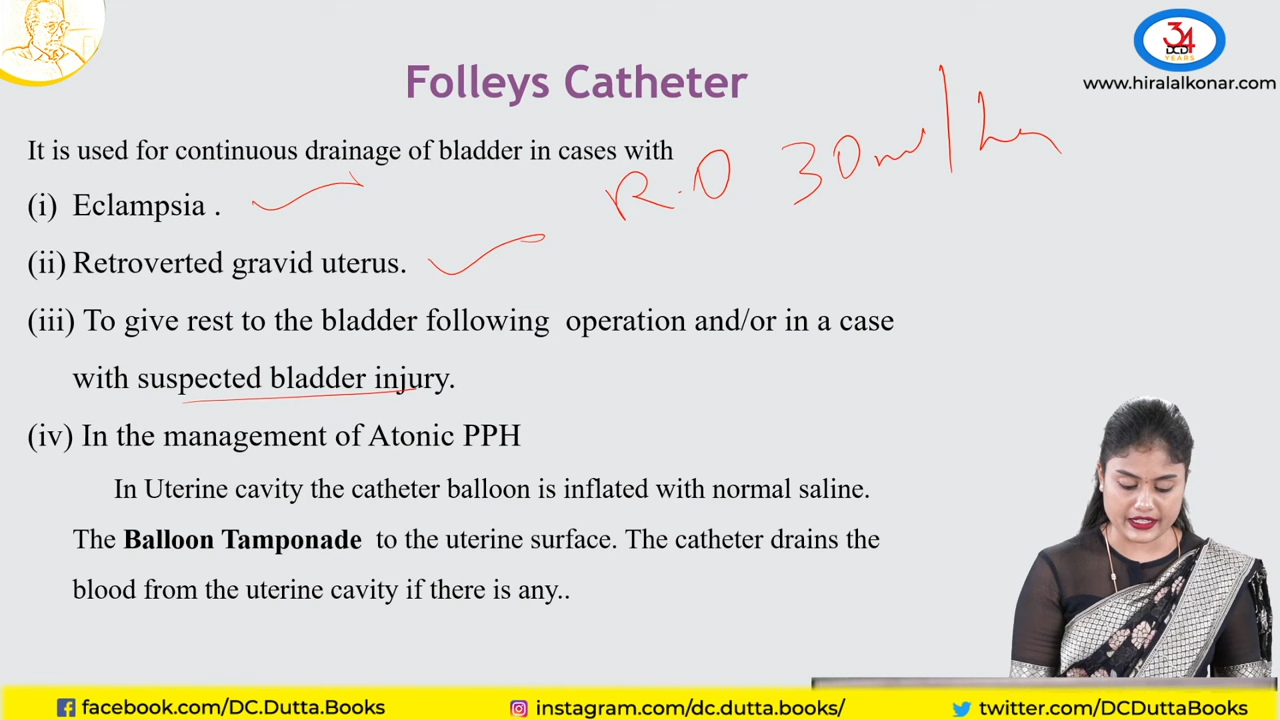 34
DCD
YEARS
www.hiralalkonar.com
Folleys Catheter
It is used for continuous drainage of bladder in cases with
R.O 30ml/hr
(i) Eclampsia .
(ii) Retroverted gravid uterus.
(iii) To give rest to the bladder following operation and/or in a case
with suspected bladder injury.
(iv) In the management of Atonic PPH
In Uterine cavity the catheter balloon is inflated with normal saline.
The Balloon Tamponade to the uterine surface. The catheter drains the
blood from the uterine cavity if there is any..
facebook.com/DC.Dutta.Books instagram.com/dc.dutta.books/ twitter.com/DCDuttaBooks